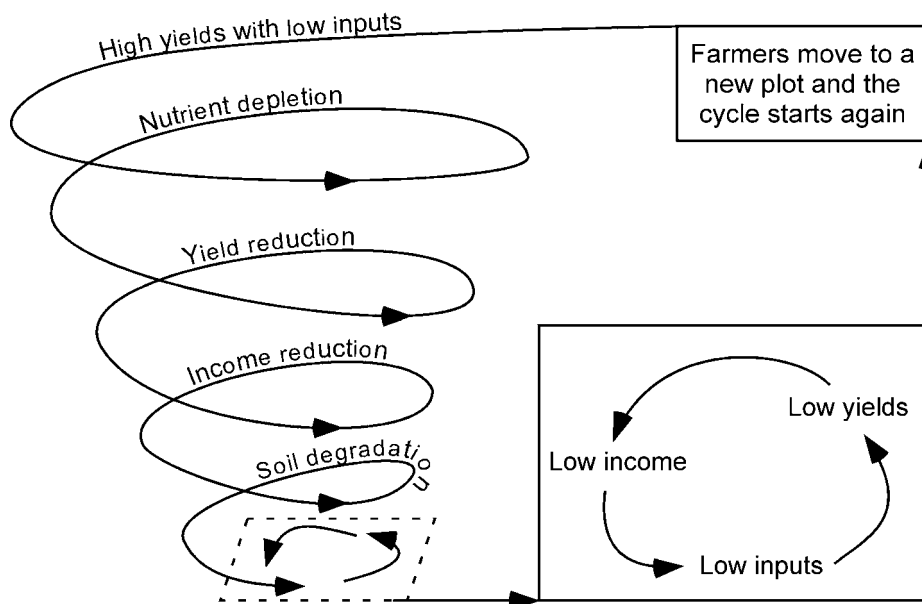 High yields with low inputs
Farmers move to a
new plot and the
cycle starts again
Nutrient depletion
Yield reduction
Income reduction
Soil degradation
Low yields
Low income
Low inputs